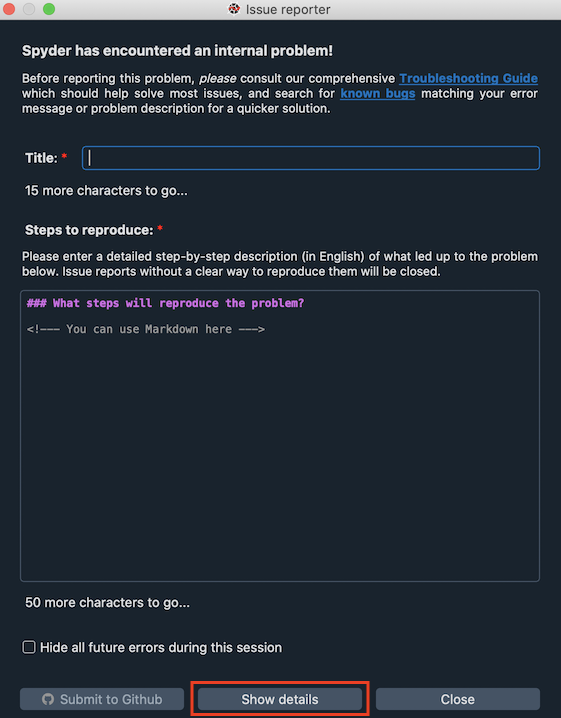 Issue reporter
Spyder has encountered an internal problem!
Before reporting this problem, please consult our comprehensive Troubleshooting Guide
which should help solve most issues, and search for known bugs matching your error
message or problem description for a quicker solution.
Title: *
15 more characters to go...
Steps to reproduce: *
Please enter a detailed step-by-step description (in English) of what led up to the problem
below. Issue reports without a clear way to reproduce them will be closed.
### What steps will reproduce the problem?
<!--- You can use Markdown here --->
50 more characters to go...
Hide all future errors during this session
Submit to Github
Show details
Close